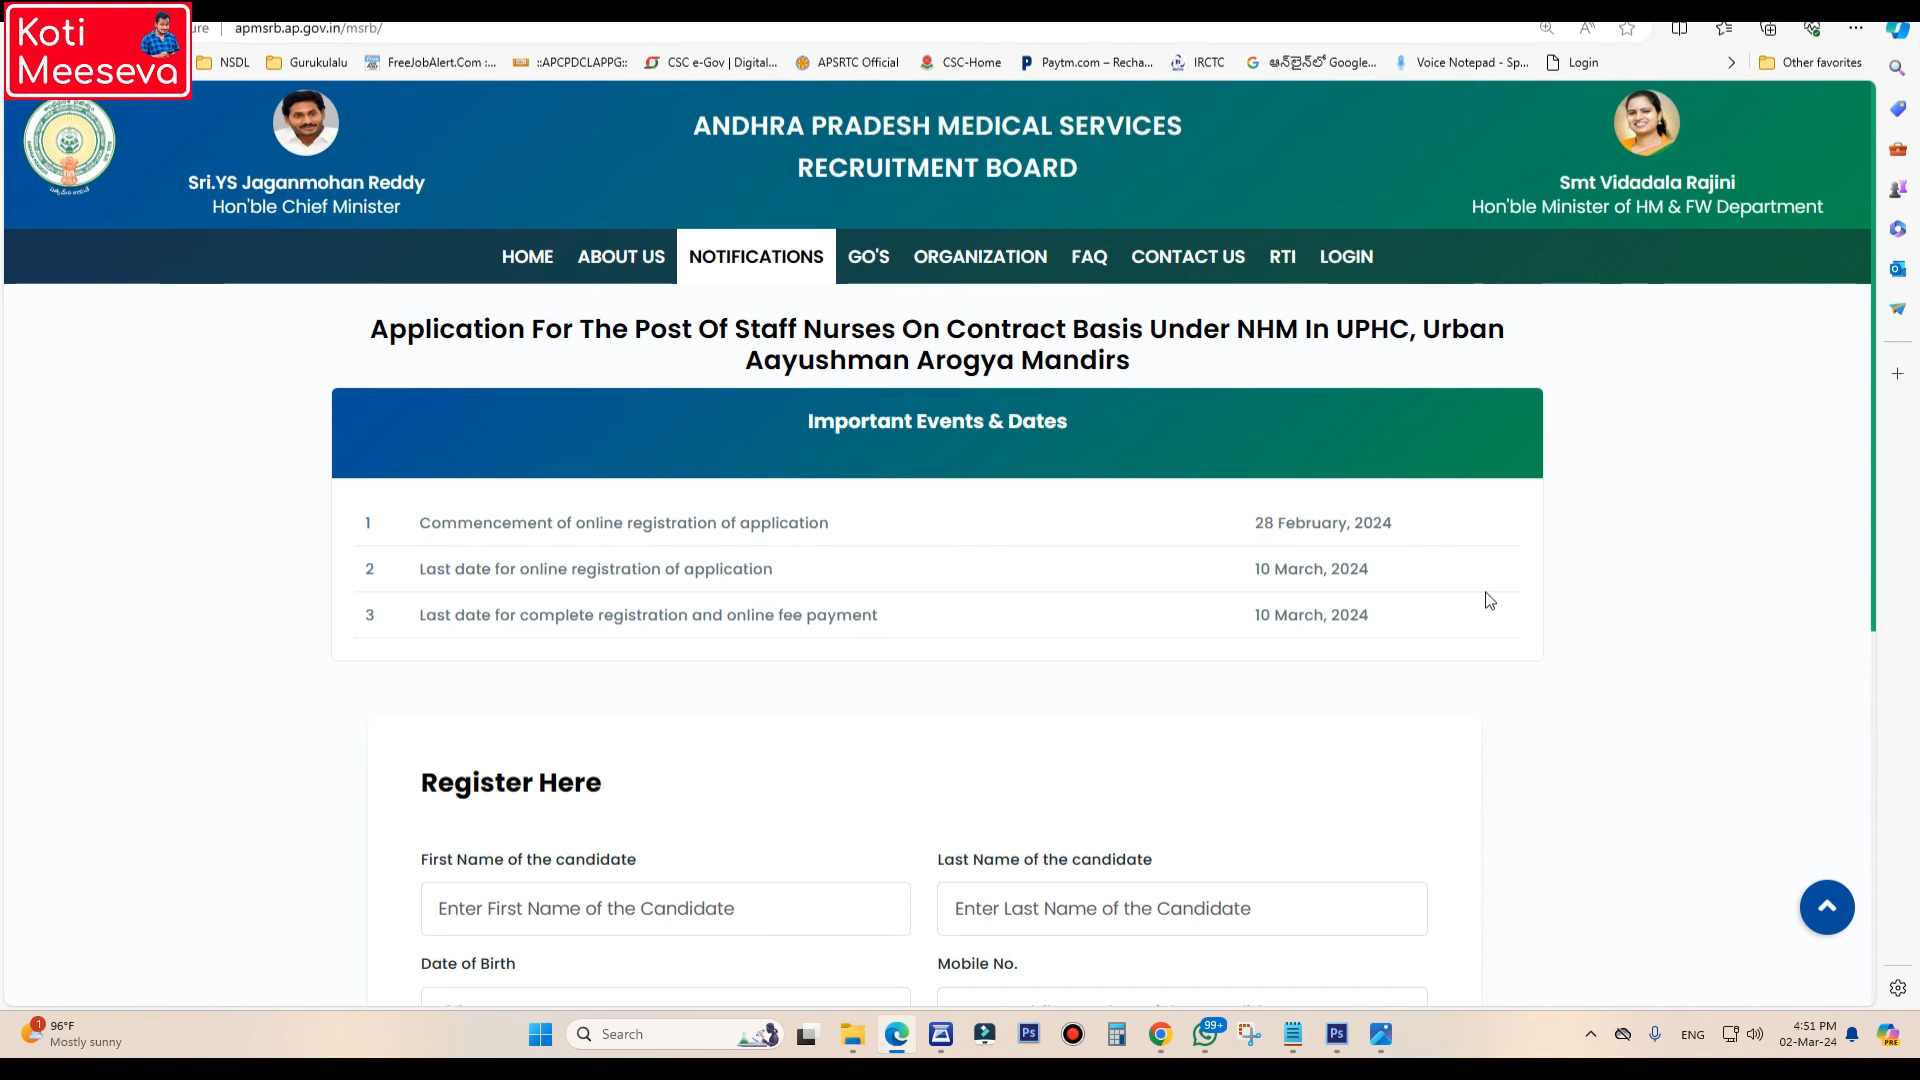 Koti
Meeseva
ure
apmsrb.ap.gov.in/msrb/
NSDL
Gurukulalu
FreeJobAlert.Com :...
::APCPDCLAPPG::
CSC e-Gov | Digital...
APSRTC Official
CSC-Home
Paytm.com – Recha...
IRCTC
ఆన్‌లైన్‌లో Google...
Voice Notepad - Sp...
Login
Other favorites
Sri.YS Jaganmohan Reddy
Hon'ble Chief Minister
ANDHRA PRADESH MEDICAL SERVICES
RECRUITMENT BOARD
Smt Vidadala Rajini
Hon'ble Minister of HM & FW Department
HOME ABOUT US NOTIFICATIONS GO'S ORGANIZATION FAQ CONTACT US RTI LOGIN
Application For The Post Of Staff Nurses On Contract Basis Under NHM In UPHC, Urban
Aayushman Arogya Mandirs
Important Events & Dates
1 Commencement of online registration of application 28 February, 2024
2 Last date for online registration of application 10 March, 2024
3 Last date for complete registration and online fee payment 10 March, 2024
Register Here
First Name of the candidate
Last Name of the candidate
Enter First Name of the Candidate
Enter Last Name of the Candidate
Date of Birth
Mobile No.
1
96°F
Mostly sunny
Search
Ps
99+
Ps
ENG
4:51 PM
02-Mar-24
PRE